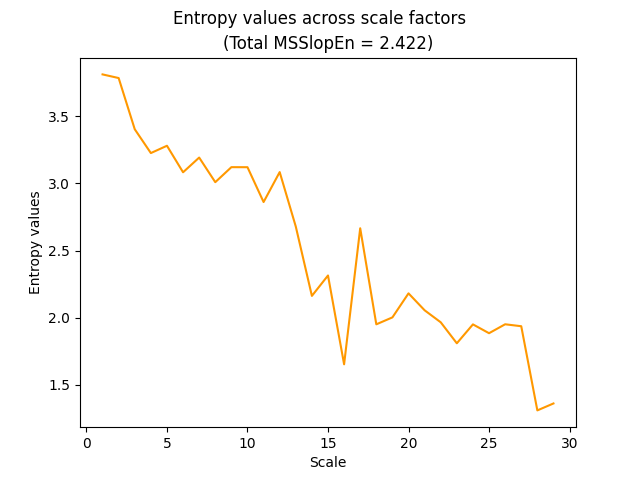 Entropy values across scale factors
(Total MSSlopEn = 2.422)
Entropy values
3.5
3.0
2.5
2.0
1.5
0 5 10 15 20 25 30
Scale